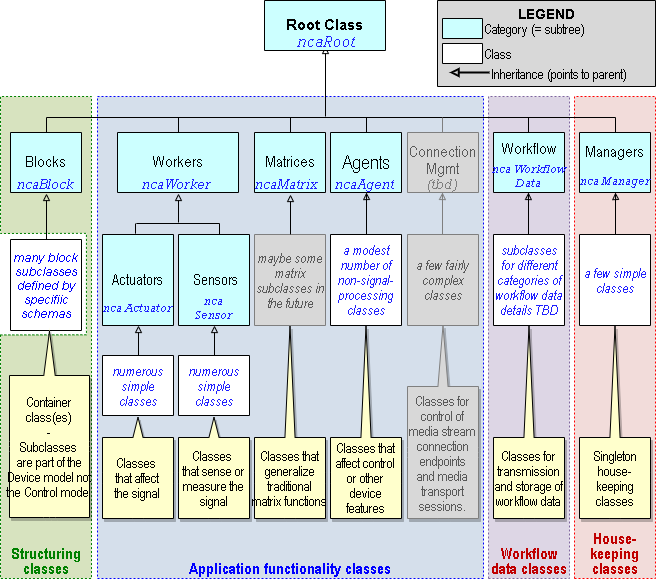 Root Class
ncaRoot
LEGEND
Category (= subtree)
Class
Inheritance (points to parent)
Blocks
ncaBlock
Workers
ncaWorker
Matrices
ncaMatrix
Agents
ncaAgent
Connection
Mgmt
(tbd)
Workflow
nca Workflow
Data
Managers
nca Manager
many block
subclasses
defined by
specifiic
schemas
Actuators
nca Actuator
Sensors
nca
Sensor
maybe some
matrix
subclasses in
the future
a modest
number of
non-signal-
processing
classes
a few fairly
complex
classes
subclasses
for different
categories of
workflow data
details TBD
a few simple
classes
numerous
simple
classes
numerous
simple
classes
Container
class(es)
-
Subclasses
are part of the
Device model not
the Control mode
Classes
that affect
the signal
Classes
that sense or
measure the
signal
Classes that
generalize
traditional
matrix functions
Classes that
affect control
or other
device
features
Classes for
control of
media stream
connection
endpoints
and media
transport
sessions.
Classes for
transmission
and storage of
workflow data
Singleton
house-
keeping
classes
Structuring
classes
Application functionality classes
Workflow
data classes
House-
keeping
classes